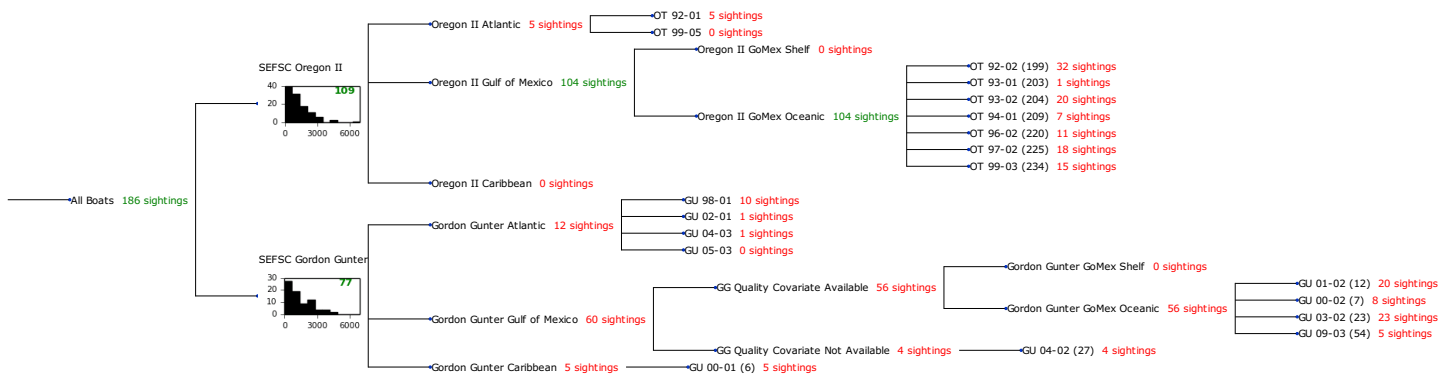 All Boats 186 sightings
SEFSC Oregon II
109
40
20
0
0 3000 6000
Oregon II Atlantic 5 sightings
OT 92-01 5 sightings
OT 99-05 0 sightings
Oregon II Gulf of Mexico 104 sightings
Oregon II GoMex Shelf 0 sightings
Oregon II GoMex Oceanic 104 sightings
OT 92-02 (199) 32 sightings
OT 93-01 (203) 1 sightings
OT 93-02 (204) 20 sightings
OT 94-01 (209) 7 sightings
OT 96-02 (220) 11 sightings
OT 97-02 (225) 18 sightings
OT 99-03 (234) 15 sightings
Oregon II Caribbean 0 sightings
SEFSC Gordon Gunter
77
30
20
10
0
0 3000 6000
Gordon Gunter Atlantic 12 sightings
GU 98-01 10 sightings
GU 02-01 1 sightings
GU 04-03 1 sightings
GU 05-03 0 sightings
Gordon Gunter Gulf of Mexico 60 sightings
GG Quality Covariate Available 56 sightings
Gordon Gunter GoMex Shelf 0 sightings
Gordon Gunter GoMex Oceanic 56 sightings
GU 01-02 (12) 20 sightings
GU 00-02 (7) 8 sightings
GU 03-02 (23) 23 sightings
GU 09-03 (54) 5 sightings
GG Quality Covariate Not Available 4 sightings
GU 04-02 (27) 4 sightings
Gordon Gunter Caribbean 5 sightings
GU 00-01 (6) 5 sightings